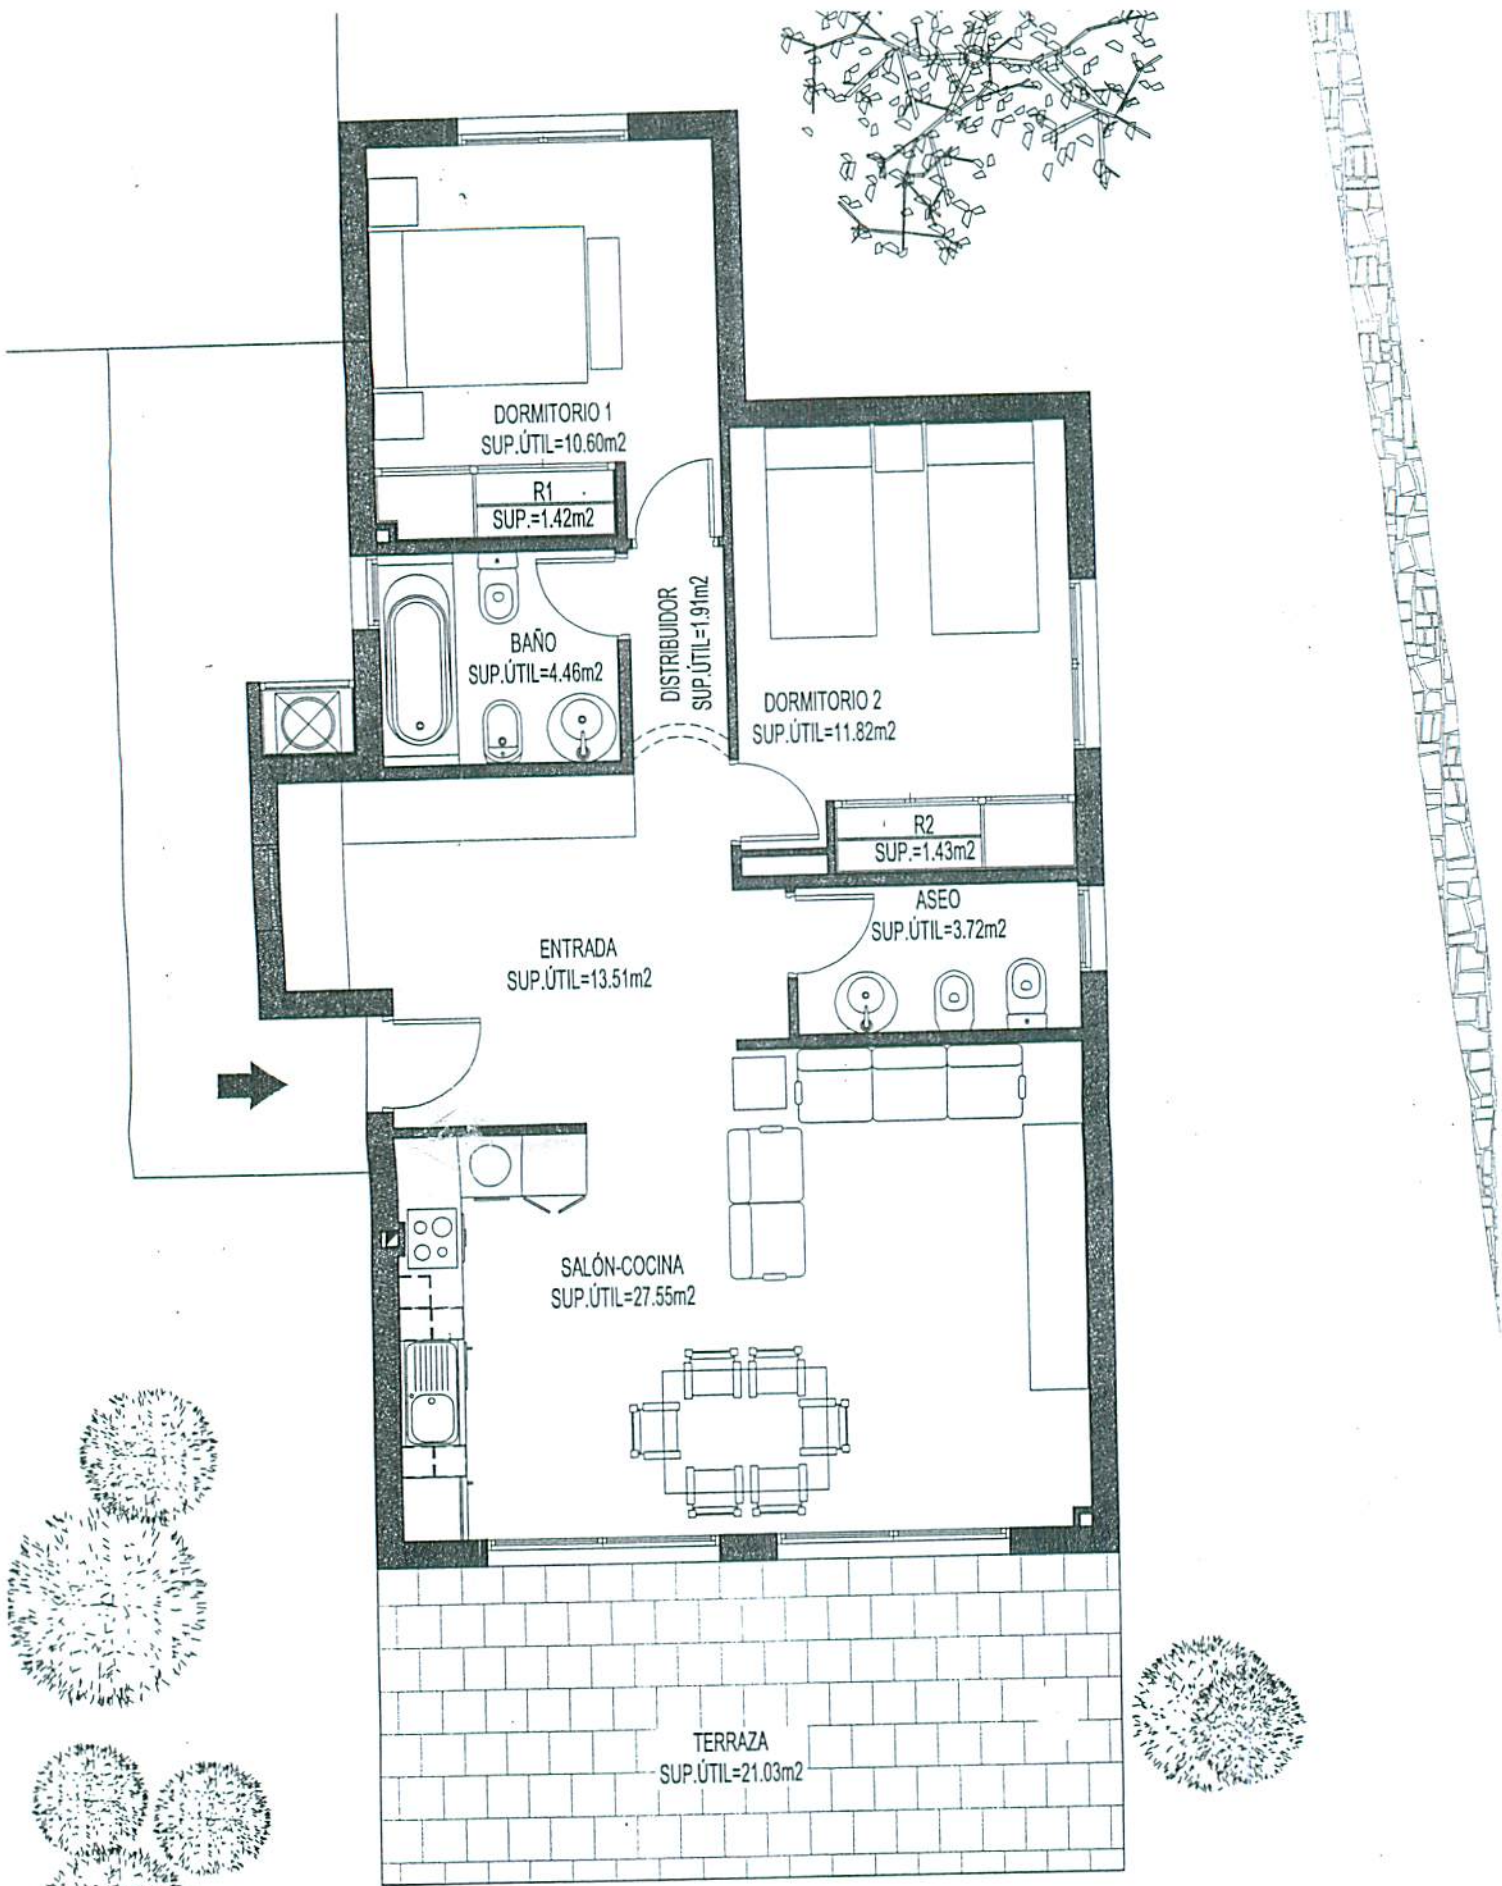 DORMITORIO 1
SUP.ÚTIL=10.60m2
R1
SUP.=1.42m2
BAÑO
SUP.ÚTIL=4.46m2
DISTRIBUIDOR
SUP.ÚTIL=1.91m2
DORMITORIO 2
SUP.ÚTIL=11.82m2
R2
SUP.=1.43m2
ASEO
SUP.ÚTIL=3.72m2
ENTRADA
SUP.ÚTIL=13.51m2
SALÓN-COCINA
SUP.ÚTIL=27.55m2
TERRAZA
SUP.ÚTIL=21.03m2